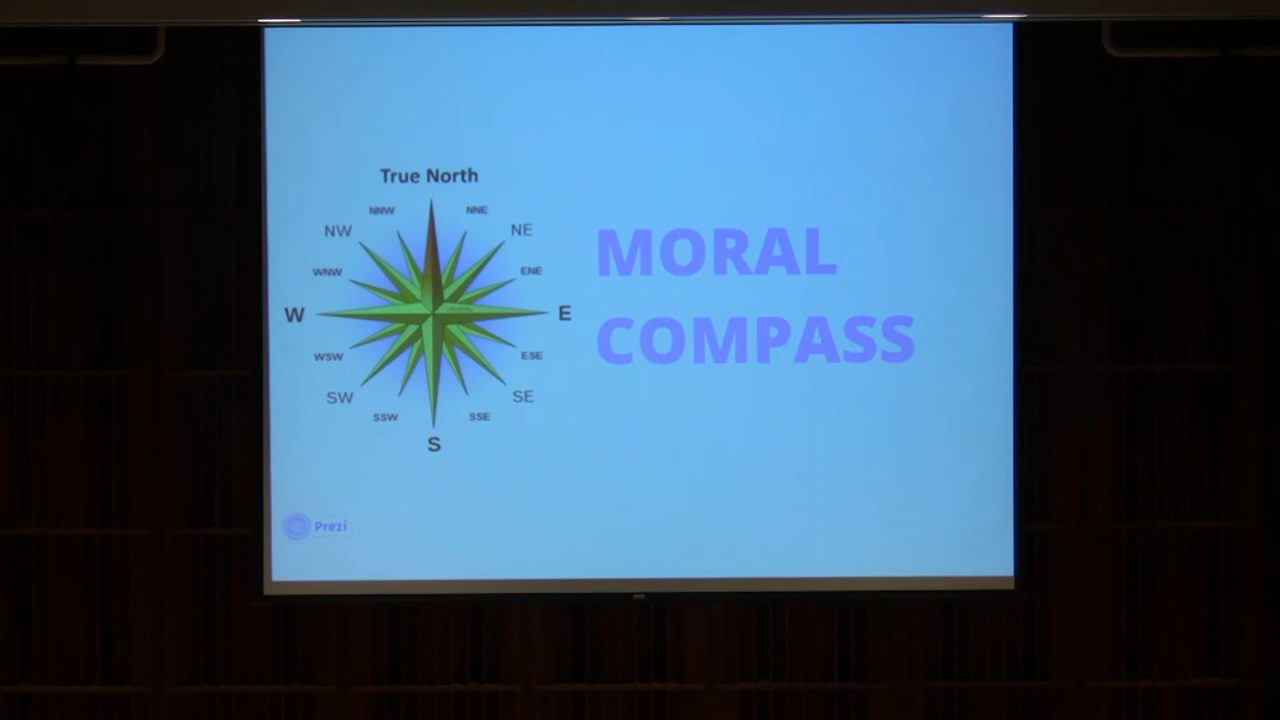 True North
NNW NNE
NW NE
WNW ENE
W E
WSW ESE
SW SE
SSW SSE
S
MORAL
COMPASS
Prezi